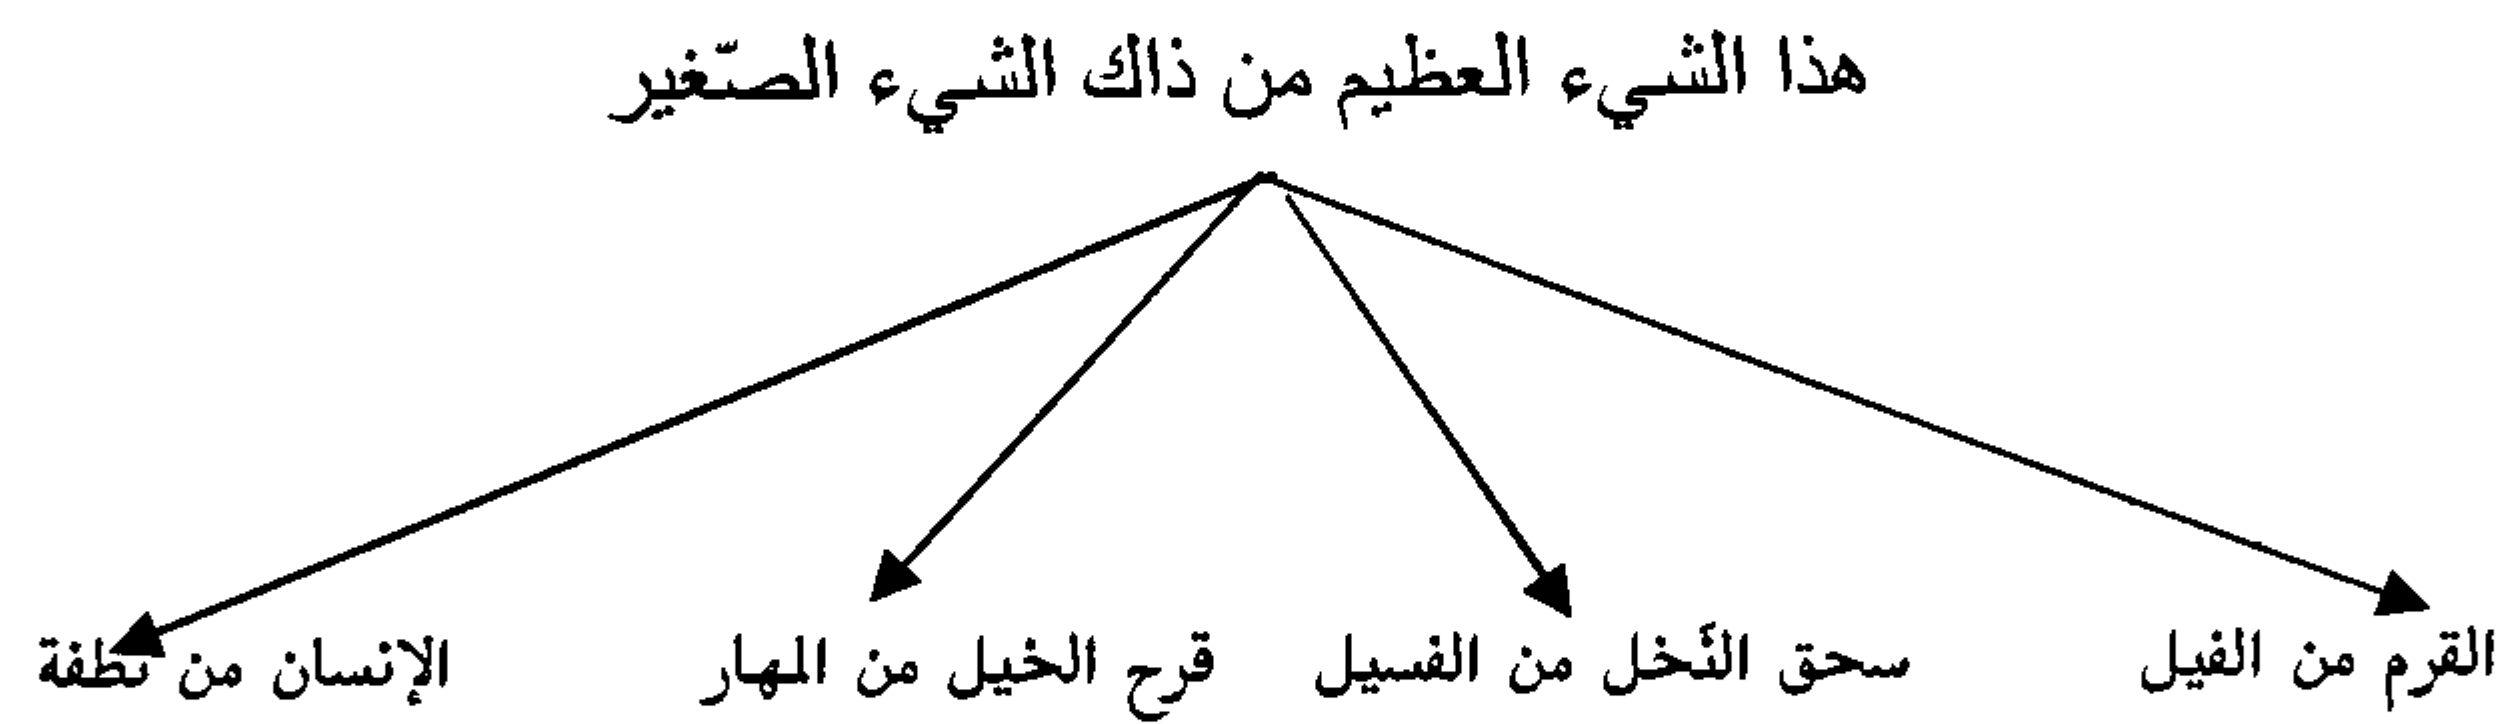 هذا الشيء العظيم من ذاك الشيء الصّغير
القرم من الفيل
سحق النّخل من الفسيل
قرح الخيل من المهار
الإنسان من نطفة